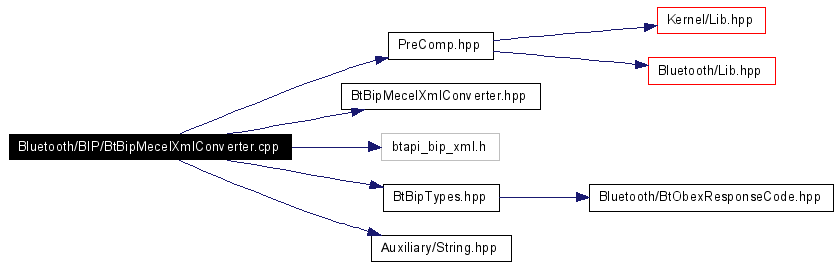 Kernel/Lib.hpp
PreComp.hpp
Bluetooth/Lib.hpp
BtBipMecelXmlConverter.hpp
Bluetooth/BIP/BtBipMecelXmlConverter.cpp
btapi_bip_xml.h
BtBipTypes.hpp
Bluetooth/BtObexResponseCode.hpp
Auxiliary/String.hpp